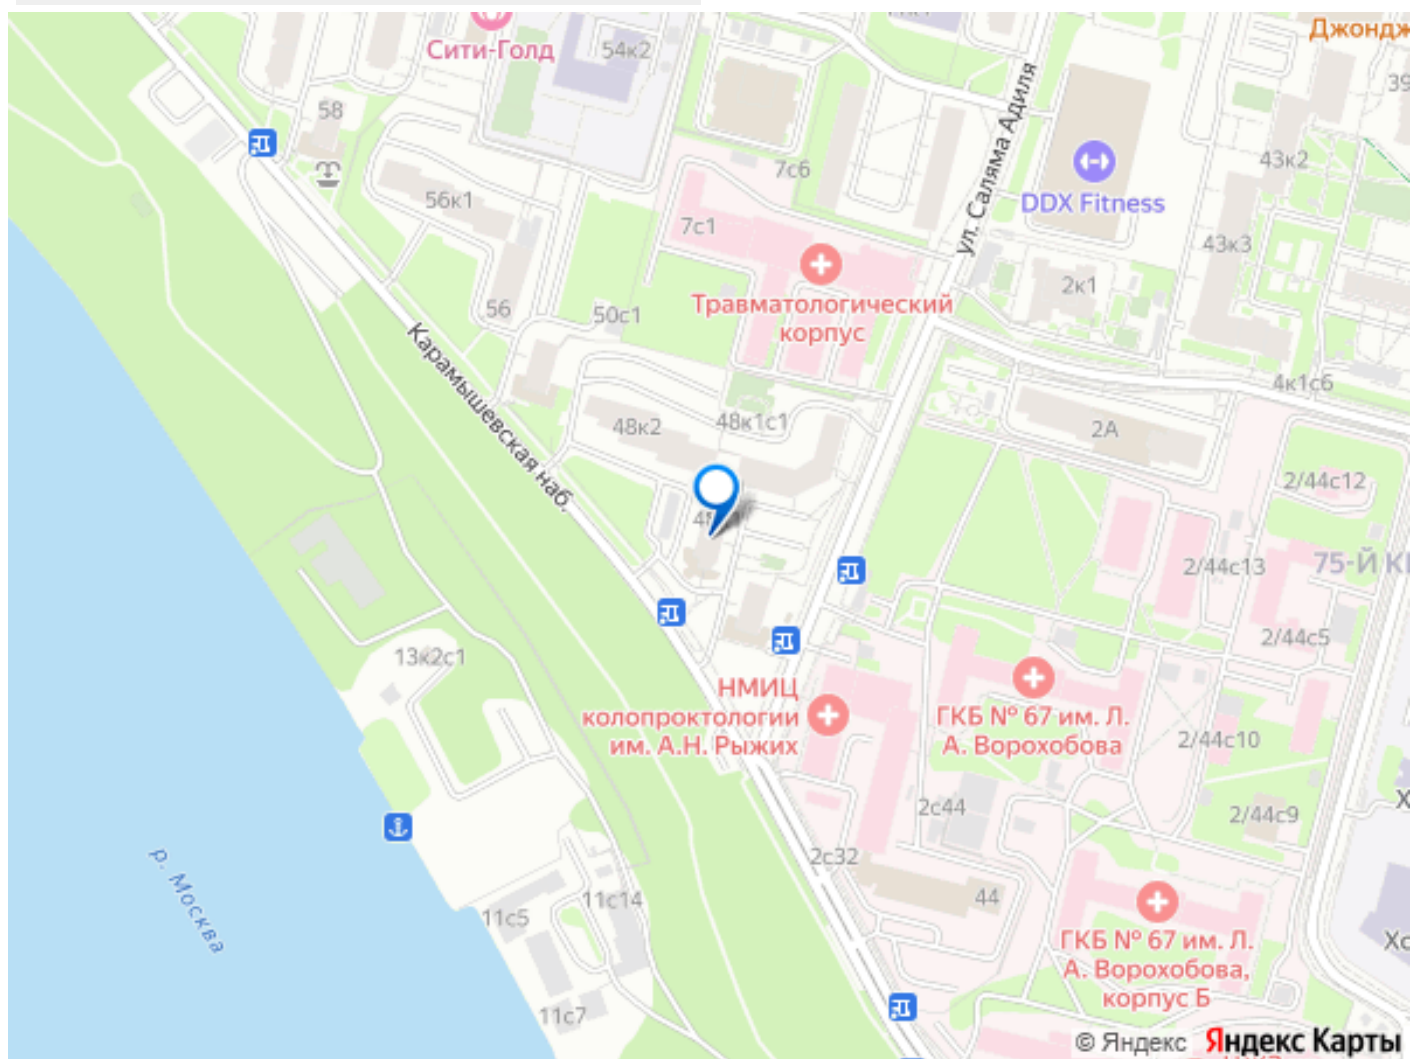 Джондж
Сити-Голд
54к2
39
58
ул. Саляма Адиля
43к2
7с6
56к1
DDX Fitness
7с1
43к3
2к1
Травматологический
корпус
56
50с1
Карамышевская наб.
4к1с6
48к2
48к1с1
2А
2/44с12
75-Й К
2/44с13
2/44с5
13к2с1
НМИЦ
колопроктологии
им. А.Н. Рыжих
ГКБ № 67 им. Л.
А. Ворохобова
2/44с10
2с44
2/44с9
р. Москва
2с32
44
11с14
11с5
ГКБ № 67 им. Л.
А. Ворохобова,
корпус Б
Хо
11с7
© Яндекс Яндекс Карты